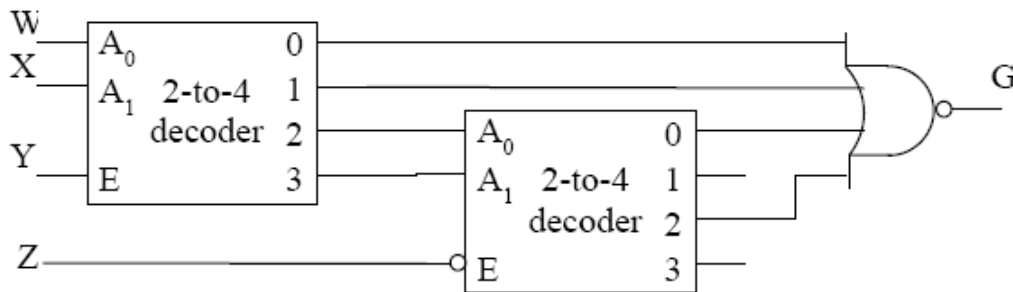 W
X
Y
Z
A₀ 0
A₁ 2-to-4 1
decoder 2
E 3
A₀ 0
A₁ 2-to-4 1
decoder 2
E 3
G